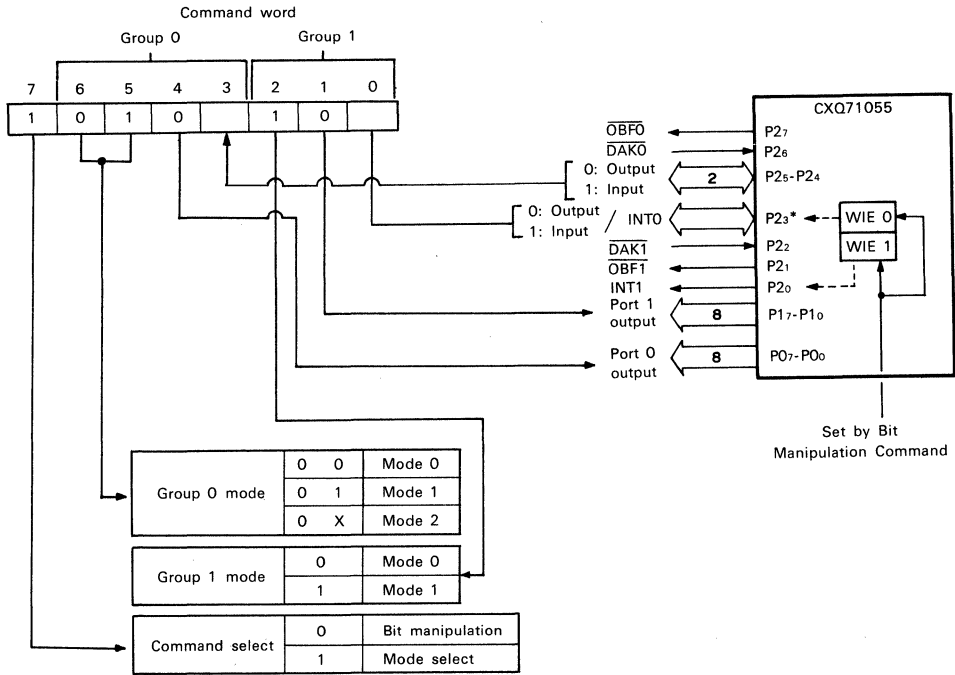 Command word
Group 0 Group 1
7 6 5 4 3 2 1 0
1 0 1 0 1 0
CXQ71055
OBF0 P27
DAK0 P26
0: Output
1: Input
2 P25-P24
0: Output
1: Input / INT0 P23* WIE 0
WIE 1
DAK1 P22
OBF1 P21
INT1 P20
Port 1
output 8 P17-P10
Port 0
output 8 P07-P00
Set by Bit
Manipulation Command
Group 0 mode
0 0 Mode 0
0 1 Mode 1
0 X Mode 2
Group 1 mode
0 Mode 0
1 Mode 1
Command select
0 Bit manipulation
1 Mode select